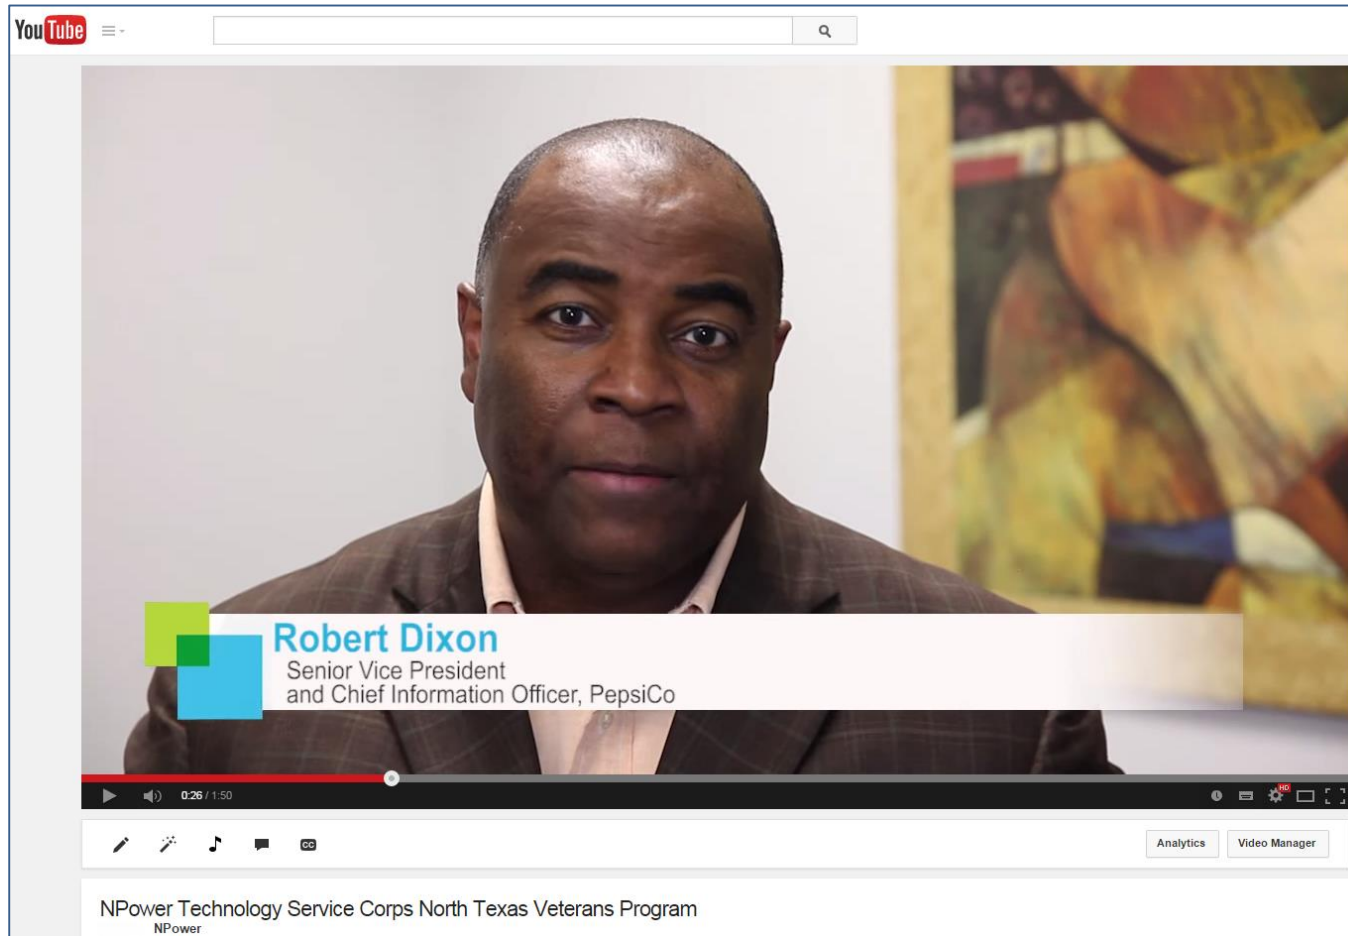 YouTube
Robert Dixon
Senior Vice President
and Chief Information Officer, PepsiCo
0:26 / 1:50
HD
CC
Analytics
Video Manager
NPower Technology Service Corps North Texas Veterans Program
NPower